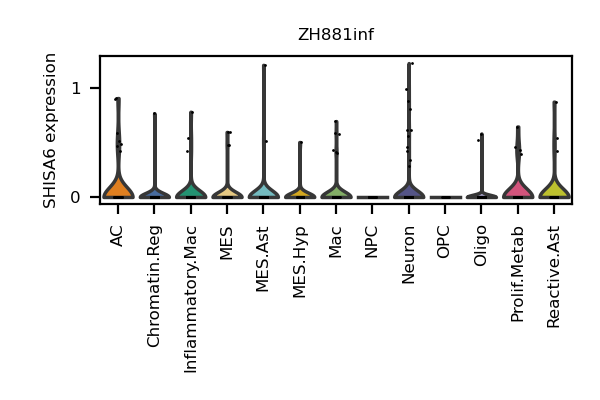 ZH881inf
SHISA6 expression
1
0
AC
Chromatin.Reg
Inflammatory.Mac
MES
MES.Ast
MES.Hyp
Mac
NPC
Neuron
OPC
Oligo
Prolif.Metab
Reactive.Ast